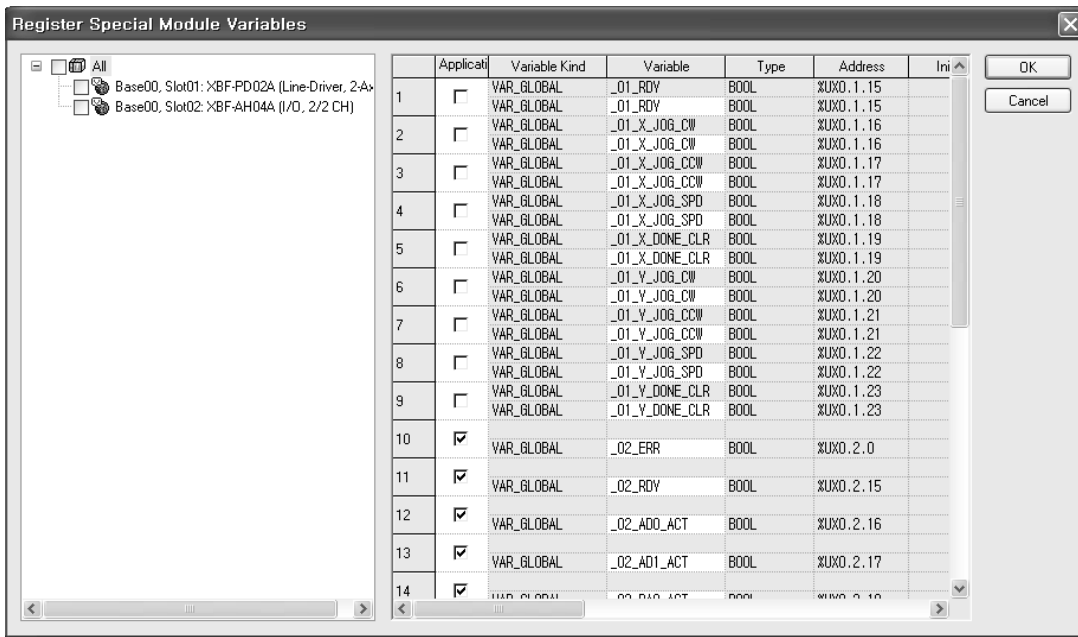 Register Special Module Variables
All
Base00, Slot01: XBF-PD02A (Line-Driver, 2-Ax
Base00, Slot02: XBF-AH04A (I/O, 2/2 CH)
Applicati Variable Kind Variable Type Address Ini
1 VAR_GLOBAL _01_RDY BOOL %UX0.1.15
VAR_GLOBAL _01_RDY BOOL %UX0.1.15
2 VAR_GLOBAL _01_X_JOG_CW BOOL %UX0.1.16
VAR_GLOBAL _01_X_JOG_CW BOOL %UX0.1.16
3 VAR_GLOBAL _01_X_JOG_CCW BOOL %UX0.1.17
VAR_GLOBAL _01_X_JOG_CCW BOOL %UX0.1.17
4 VAR_GLOBAL _01_X_JOG_SPD BOOL %UX0.1.18
VAR_GLOBAL _01_X_JOG_SPD BOOL %UX0.1.18
5 VAR_GLOBAL _01_X_DONE_CLR BOOL %UX0.1.19
VAR_GLOBAL _01_X_DONE_CLR BOOL %UX0.1.19
6 VAR_GLOBAL _01_Y_JOG_CW BOOL %UX0.1.20
VAR_GLOBAL _01_Y_JOG_CW BOOL %UX0.1.20
7 VAR_GLOBAL _01_Y_JOG_CCW BOOL %UX0.1.21
VAR_GLOBAL _01_Y_JOG_CCW BOOL %UX0.1.21
8 VAR_GLOBAL _01_Y_JOG_SPD BOOL %UX0.1.22
VAR_GLOBAL _01_Y_JOG_SPD BOOL %UX0.1.22
9 VAR_GLOBAL _01_Y_DONE_CLR BOOL %UX0.1.23
VAR_GLOBAL _01_Y_DONE_CLR BOOL %UX0.1.23
10 VAR_GLOBAL _02_ERR BOOL %UX0.2.0
11 VAR_GLOBAL _02_RDY BOOL %UX0.2.15
12 VAR_GLOBAL _02_AD0_ACT BOOL %UX0.2.16
13 VAR_GLOBAL _02_AD1_ACT BOOL %UX0.2.17
14
OK
Cancel